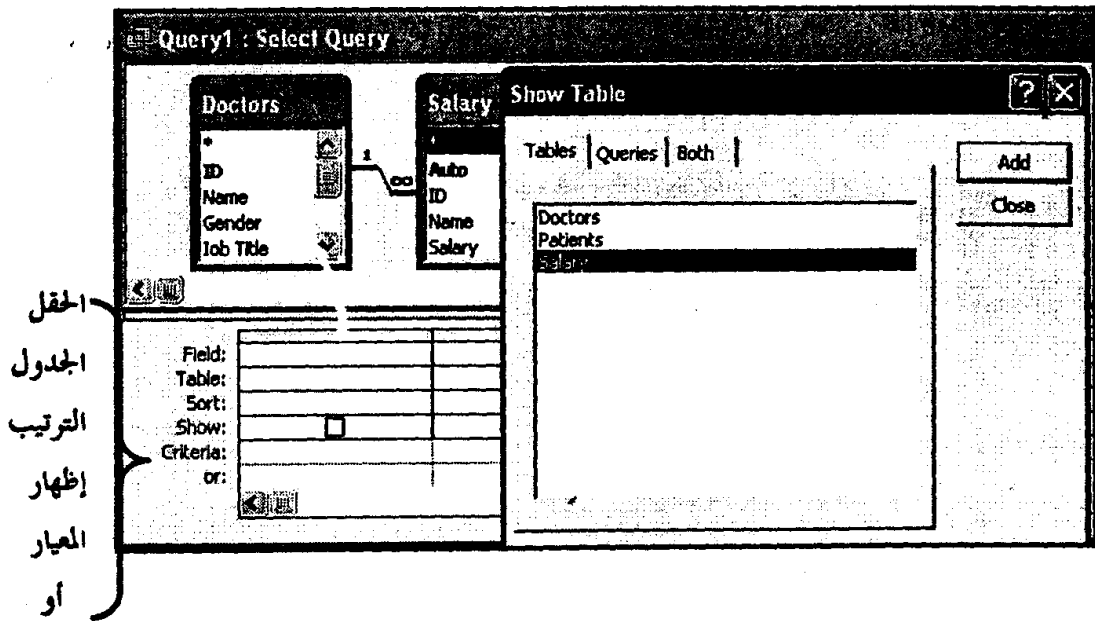 Query1 : Select Query
Doctors
*
ID
Name
Gender
Job Title
1
∞
Salary
*
Auto
ID
Name
Salary
Show Table
Tables
Queries
Both
Add
Close
Doctors
Patients
Salary
Field:
Table:
Sort:
Show:
Criteria:
or:
الحقل
الجدول
الترتيب
إظهار
المعيار
أو